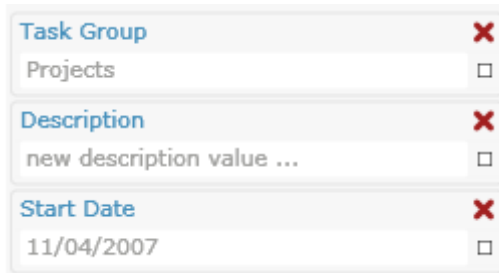 Task Group
Projects
Description
new description value ...
Start Date
11/04/2007